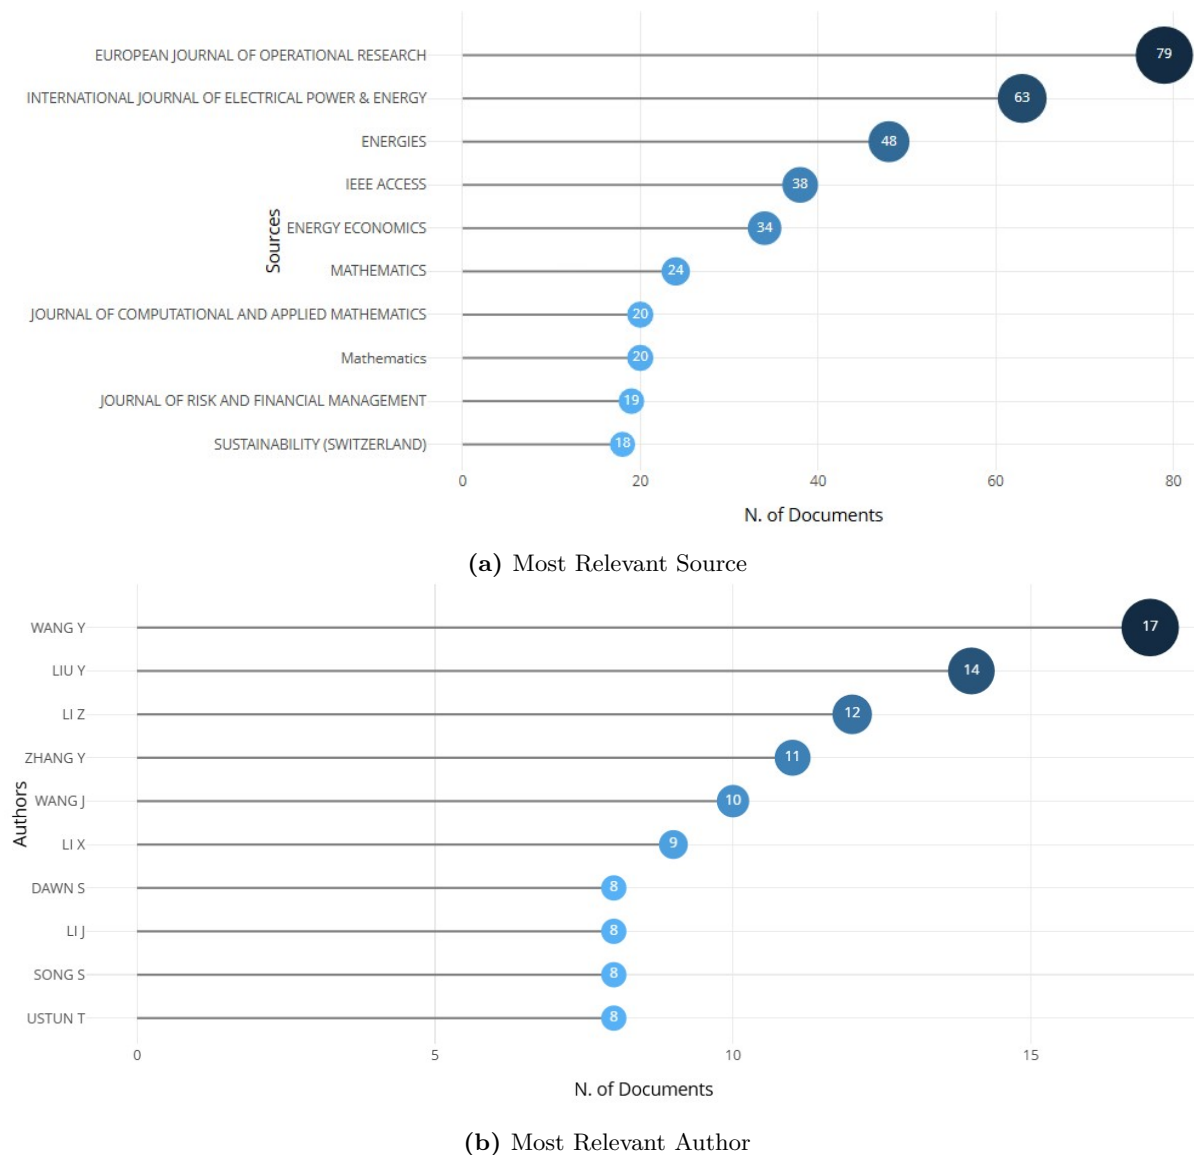 EUROPEAN JOURNAL OF OPERATIONAL RESEARCH 79
INTERNATIONAL JOURNAL OF ELECTRICAL POWER & ENERGY 63
ENERGIES 48
IEEE ACCESS 38
ENERGY ECONOMICS 34
Sources
MATHEMATICS 24
JOURNAL OF COMPUTATIONAL AND APPLIED MATHEMATICS 20
Mathematics 20
JOURNAL OF RISK AND FINANCIAL MANAGEMENT 19
SUSTAINABILITY (SWITZERLAND) 18
0 20 40 60 80
N. of Documents
(a) Most Relevant Source
WANG Y 17
LIU Y 14
LI Z 12
ZHANG Y 11
WANG J 10
Authors
LI X 9
DAWN S 8
LI J 8
SONG S 8
USTUN T 8
0 5 10 15
N. of Documents
(b) Most Relevant Author